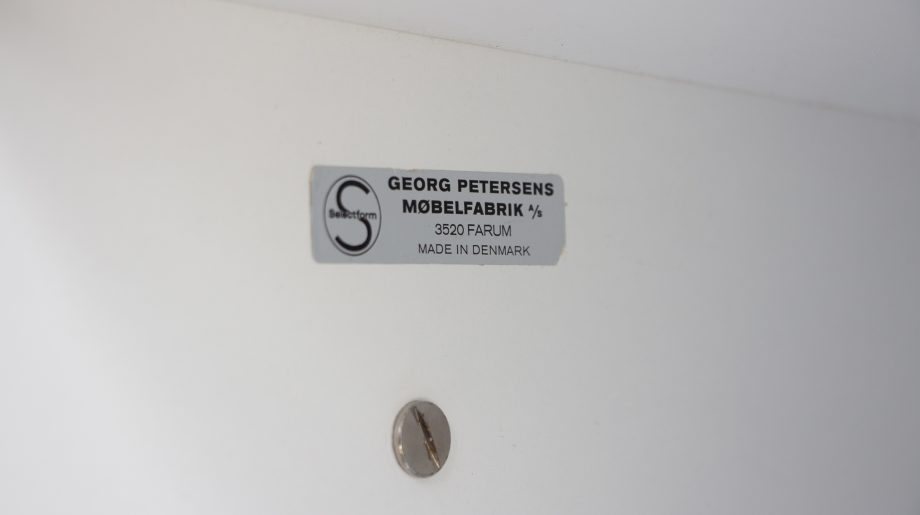 Selectform
GEORG PETERSENS
MØBELFABRIK A/S
3520 FARUM
MADE IN DENMARK